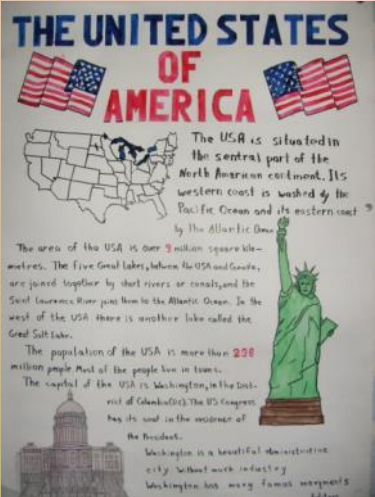 THE UNITED STATES
OF
AMERICA
The USA is situated in
the sentral part of the
North American continent. Its
western coast is washed by the
Pacific Ocean and its eastern coast
by the Atlantic Ocean
The area of the USA is over 9 million square kilo-
metres. The five Great Lakes, between the USA and Canada,
are joined together by short rivers or canals, and the
Saint Lawrence River joins them to the Atlantic Ocean. In the
west of the USA there is another lake called the
Great Salt Lake.
The population of the USA is more than 236
million people. Most of the people live in towns.
The capital of the USA is Washington, in the Dist-
rict of Columbia (DC). The US Congress
has its seat in the residence of
the President.
Washington is a beautiful administrative
city without much industry
Washington has many famous